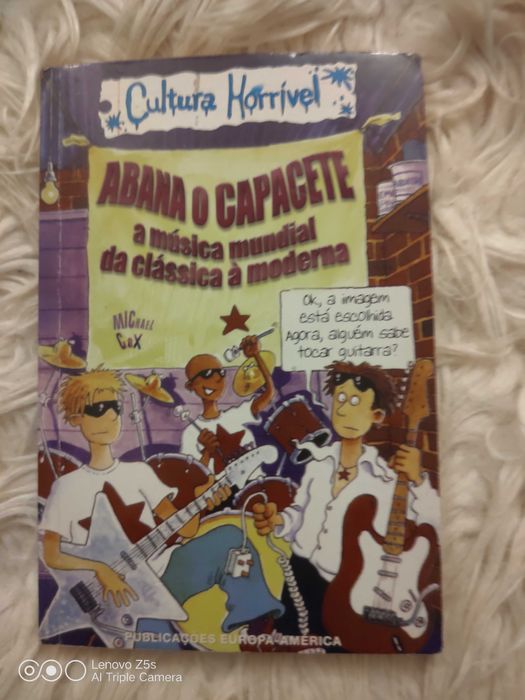 Cultura Horrível
ABANA O CAPACETE
a música mundial
da clássica à moderna
MICHAEL
COX
Ok, a imagem
está escolhida.
Agora, alguém sabe
tocar guitarra?
PUBLICAÇÕES EUROPA-AMÉRICA
Lenovo Z5s
AI Triple Camera